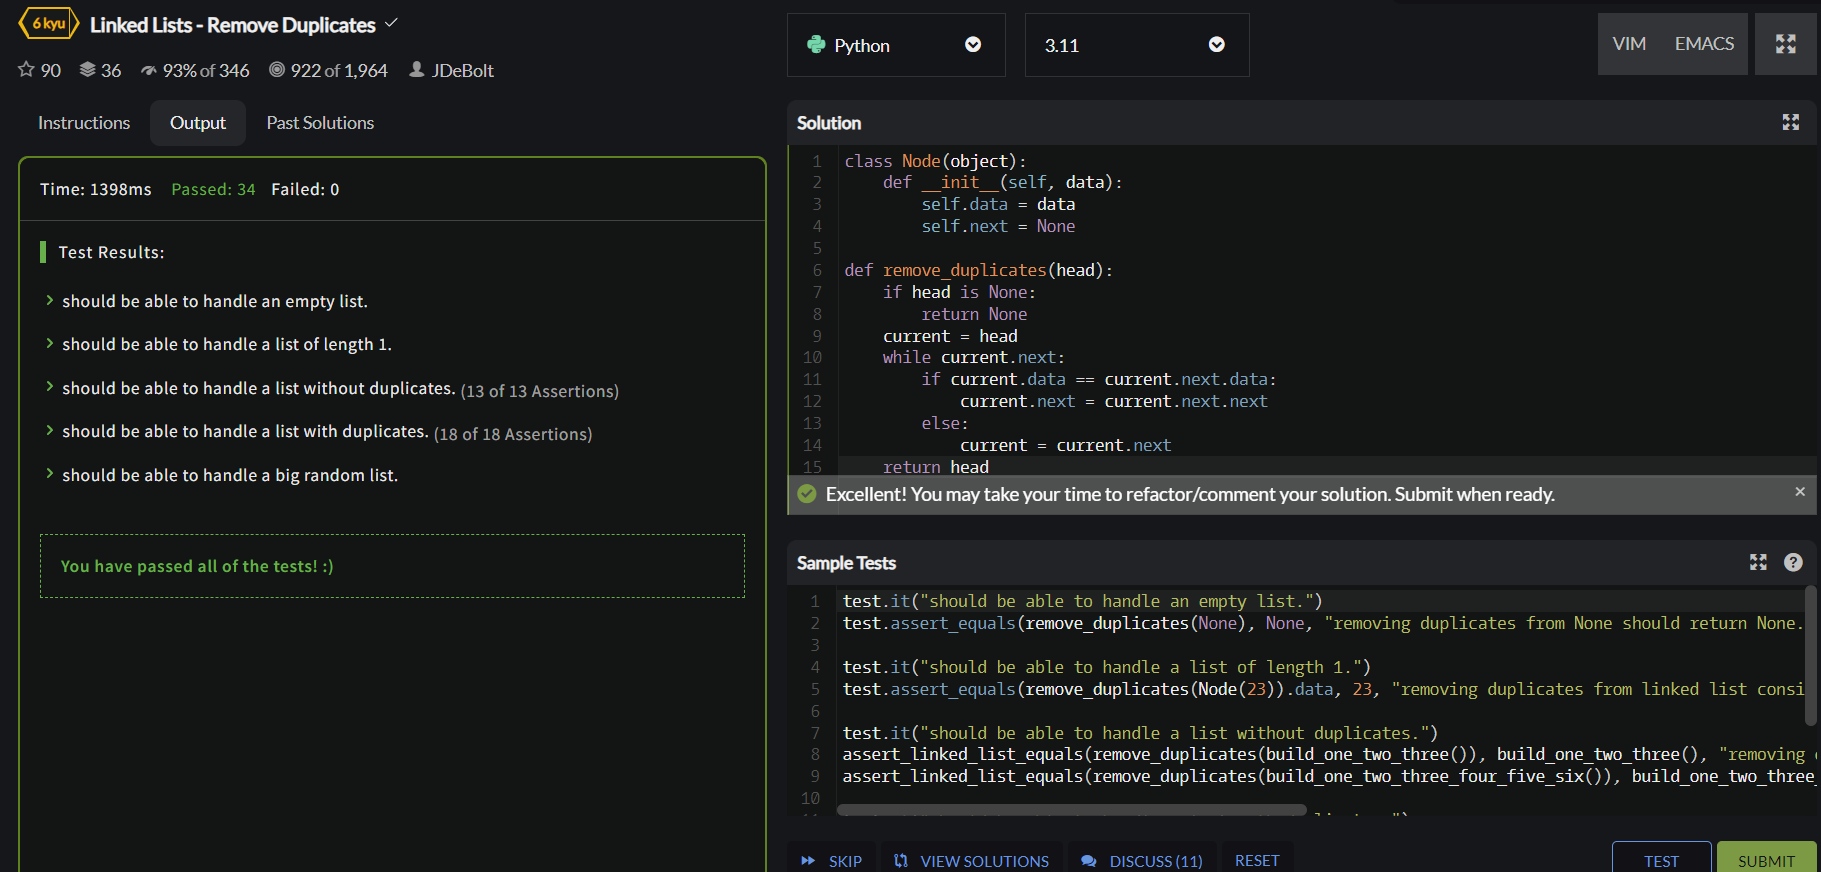 6 kyu
Linked Lists - Remove Duplicates
90 36 93% of 346 922 of 1,964 JDeBolt
Instructions Output Past Solutions
Time: 1398ms Passed: 34 Failed: 0
Test Results:
should be able to handle an empty list.
should be able to handle a list of length 1.
should be able to handle a list without duplicates. (13 of 13 Assertions)
should be able to handle a list with duplicates. (18 of 18 Assertions)
should be able to handle a big random list.
You have passed all of the tests! :)
Python 3.11 VIM EMACS
Solution
1 class Node(object):
2     def __init__(self, data):
3         self.data = data
4         self.next = None
5
6 def remove_duplicates(head):
7     if head is None:
8         return None
9     current = head
10     while current.next:
11         if current.data == current.next.data:
12             current.next = current.next.next
13         else:
14             current = current.next
15     return head
Excellent! You may take your time to refactor/comment your solution. Submit when ready.
Sample Tests
1 test.it("should be able to handle an empty list.")
2 test.assert_equals(remove_duplicates(None), None, "removing duplicates from None should return None.
3
4 test.it("should be able to handle a list of length 1.")
5 test.assert_equals(remove_duplicates(Node(23)).data, 23, "removing duplicates from linked list consi
6
7 test.it("should be able to handle a list without duplicates.")
8 assert_linked_list_equals(remove_duplicates(build_one_two_three()), build_one_two_three(), "removing
9 assert_linked_list_equals(remove_duplicates(build_one_two_three_four_five_six()), build_one_two_three_
10
SKIP VIEW SOLUTIONS DISCUSS (11) RESET TEST SUBMIT